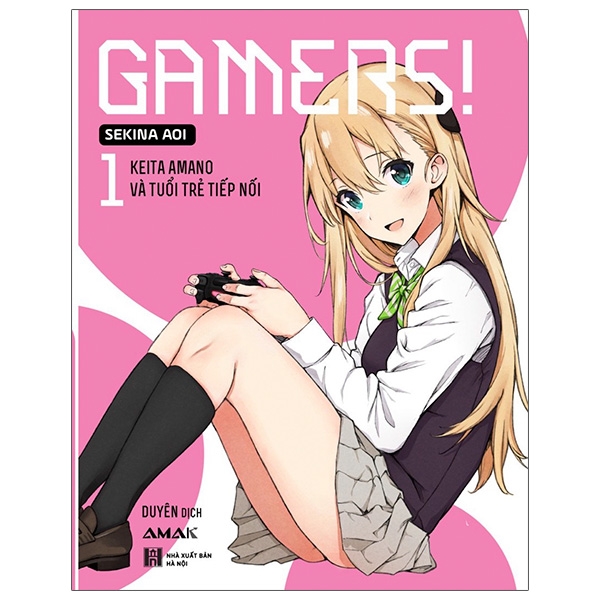 GAMERS!
SEKINA AOI
1
KEITA AMANO
VÀ TUỔI TRẺ TIẾP NỐI
DUYÊN DỊCH
AMAK
NHÀ XUẤT BẢN
HÀ NỘI